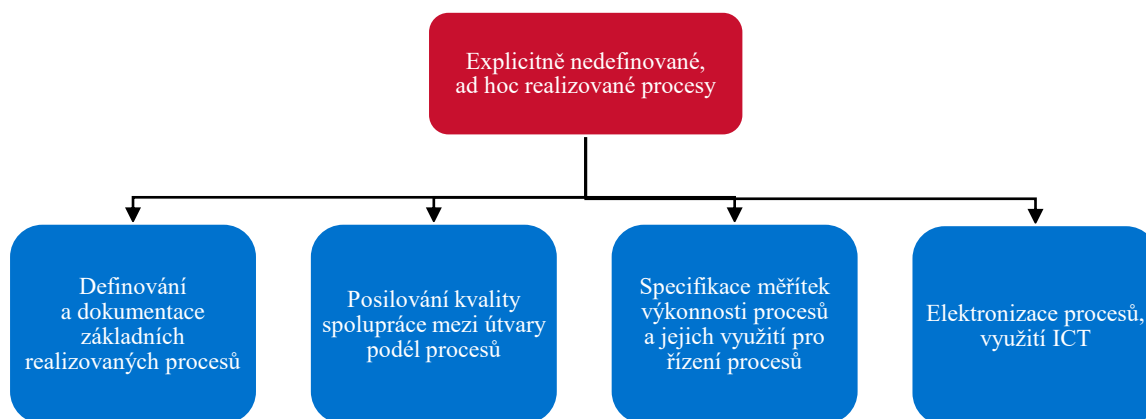 Explicitně nedefinované,
ad hoc realizované procesy
Definování
a dokumentace
základních
realizovaných procesů
Posilování kvality
spolupráce mezi útvary
podél procesů
Specifikace měřítek
výkonnosti procesů
a jejich využití pro
řízení procesů
Elektronizace procesů,
využití ICT